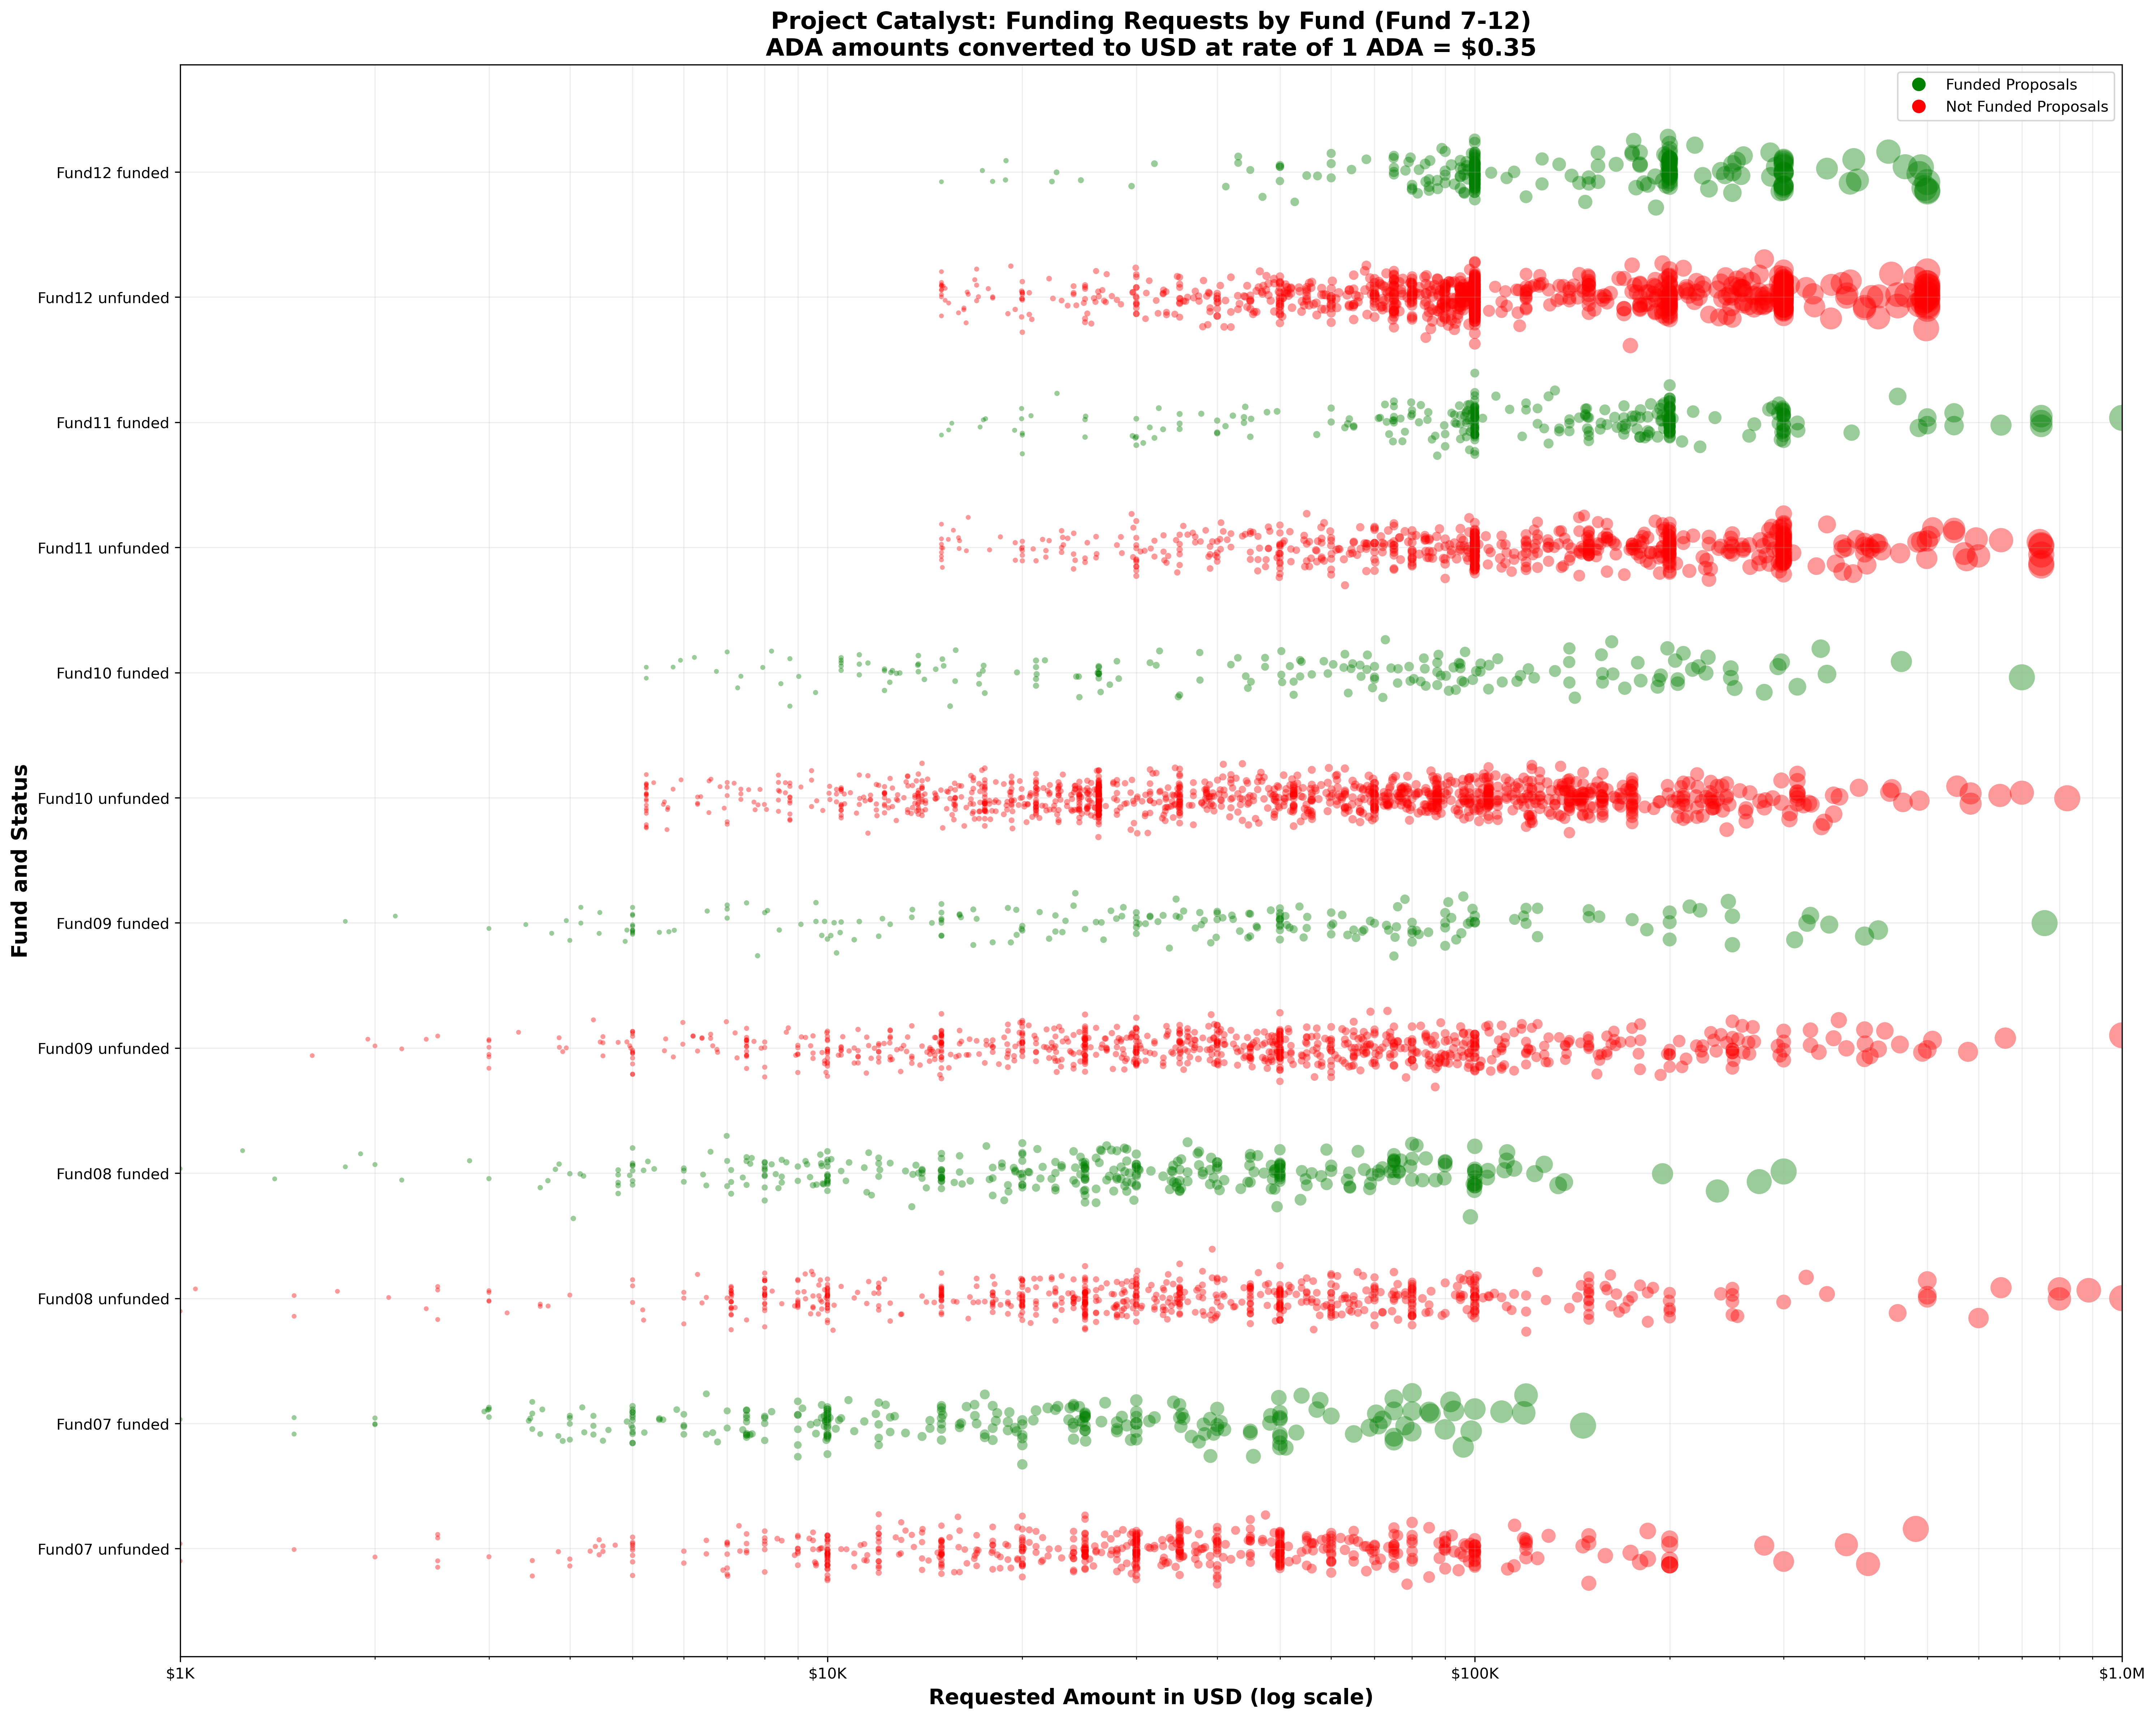 Project Catalyst: Funding Requests by Fund (Fund 7-12)
ADA amounts converted to USD at rate of 1 ADA = $0.35
Funded Proposals
Not Funded Proposals
Fund12 funded
Fund12 unfunded
Fund11 funded
Fund11 unfunded
Fund10 funded
Fund10 unfunded
Fund09 funded
Fund09 unfunded
Fund08 funded
Fund08 unfunded
Fund07 funded
Fund07 unfunded
Fund and Status
$1K
$10K
$100K
$1.0M
Requested Amount in USD (log scale)